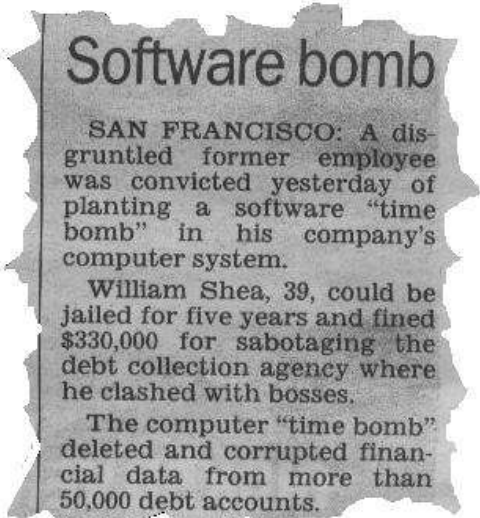 Software bomb
SAN FRANCISCO: A dis-
gruntled former employee
was convicted yesterday of
planting a software “time
bomb” in his company’s
computer system.
William Shea, 39, could be
jailed for five years and fined
$330,000 for sabotaging the
debt collection agency where
he clashed with bosses.
The computer “time bomb”
deleted and corrupted finan-
cial data from more than
50,000 debt accounts.